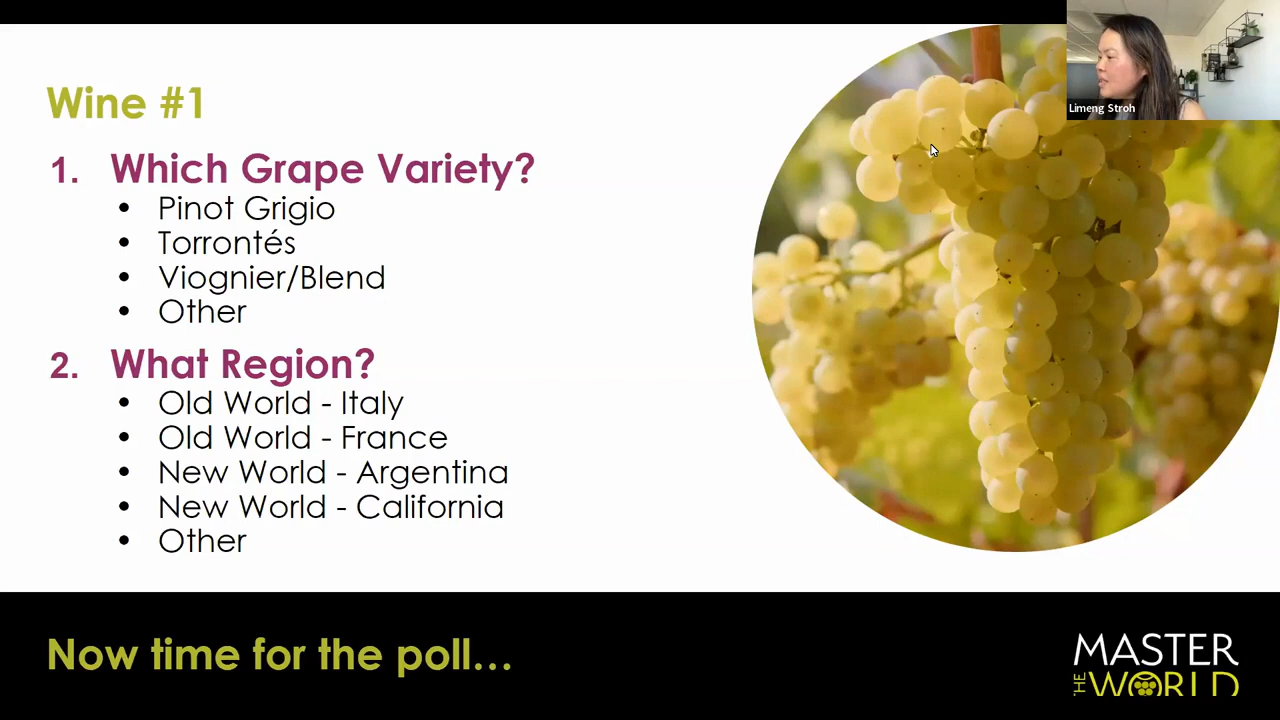 Limeng Stroh
Wine #1
1. Which Grape Variety?
• Pinot Grigio
• Torrontés
• Viognier/Blend
• Other
2. What Region?
• Old World - Italy
• Old World - France
• New World - Argentina
• New World - California
• Other
Now time for the poll...
MASTER
THE WORLD